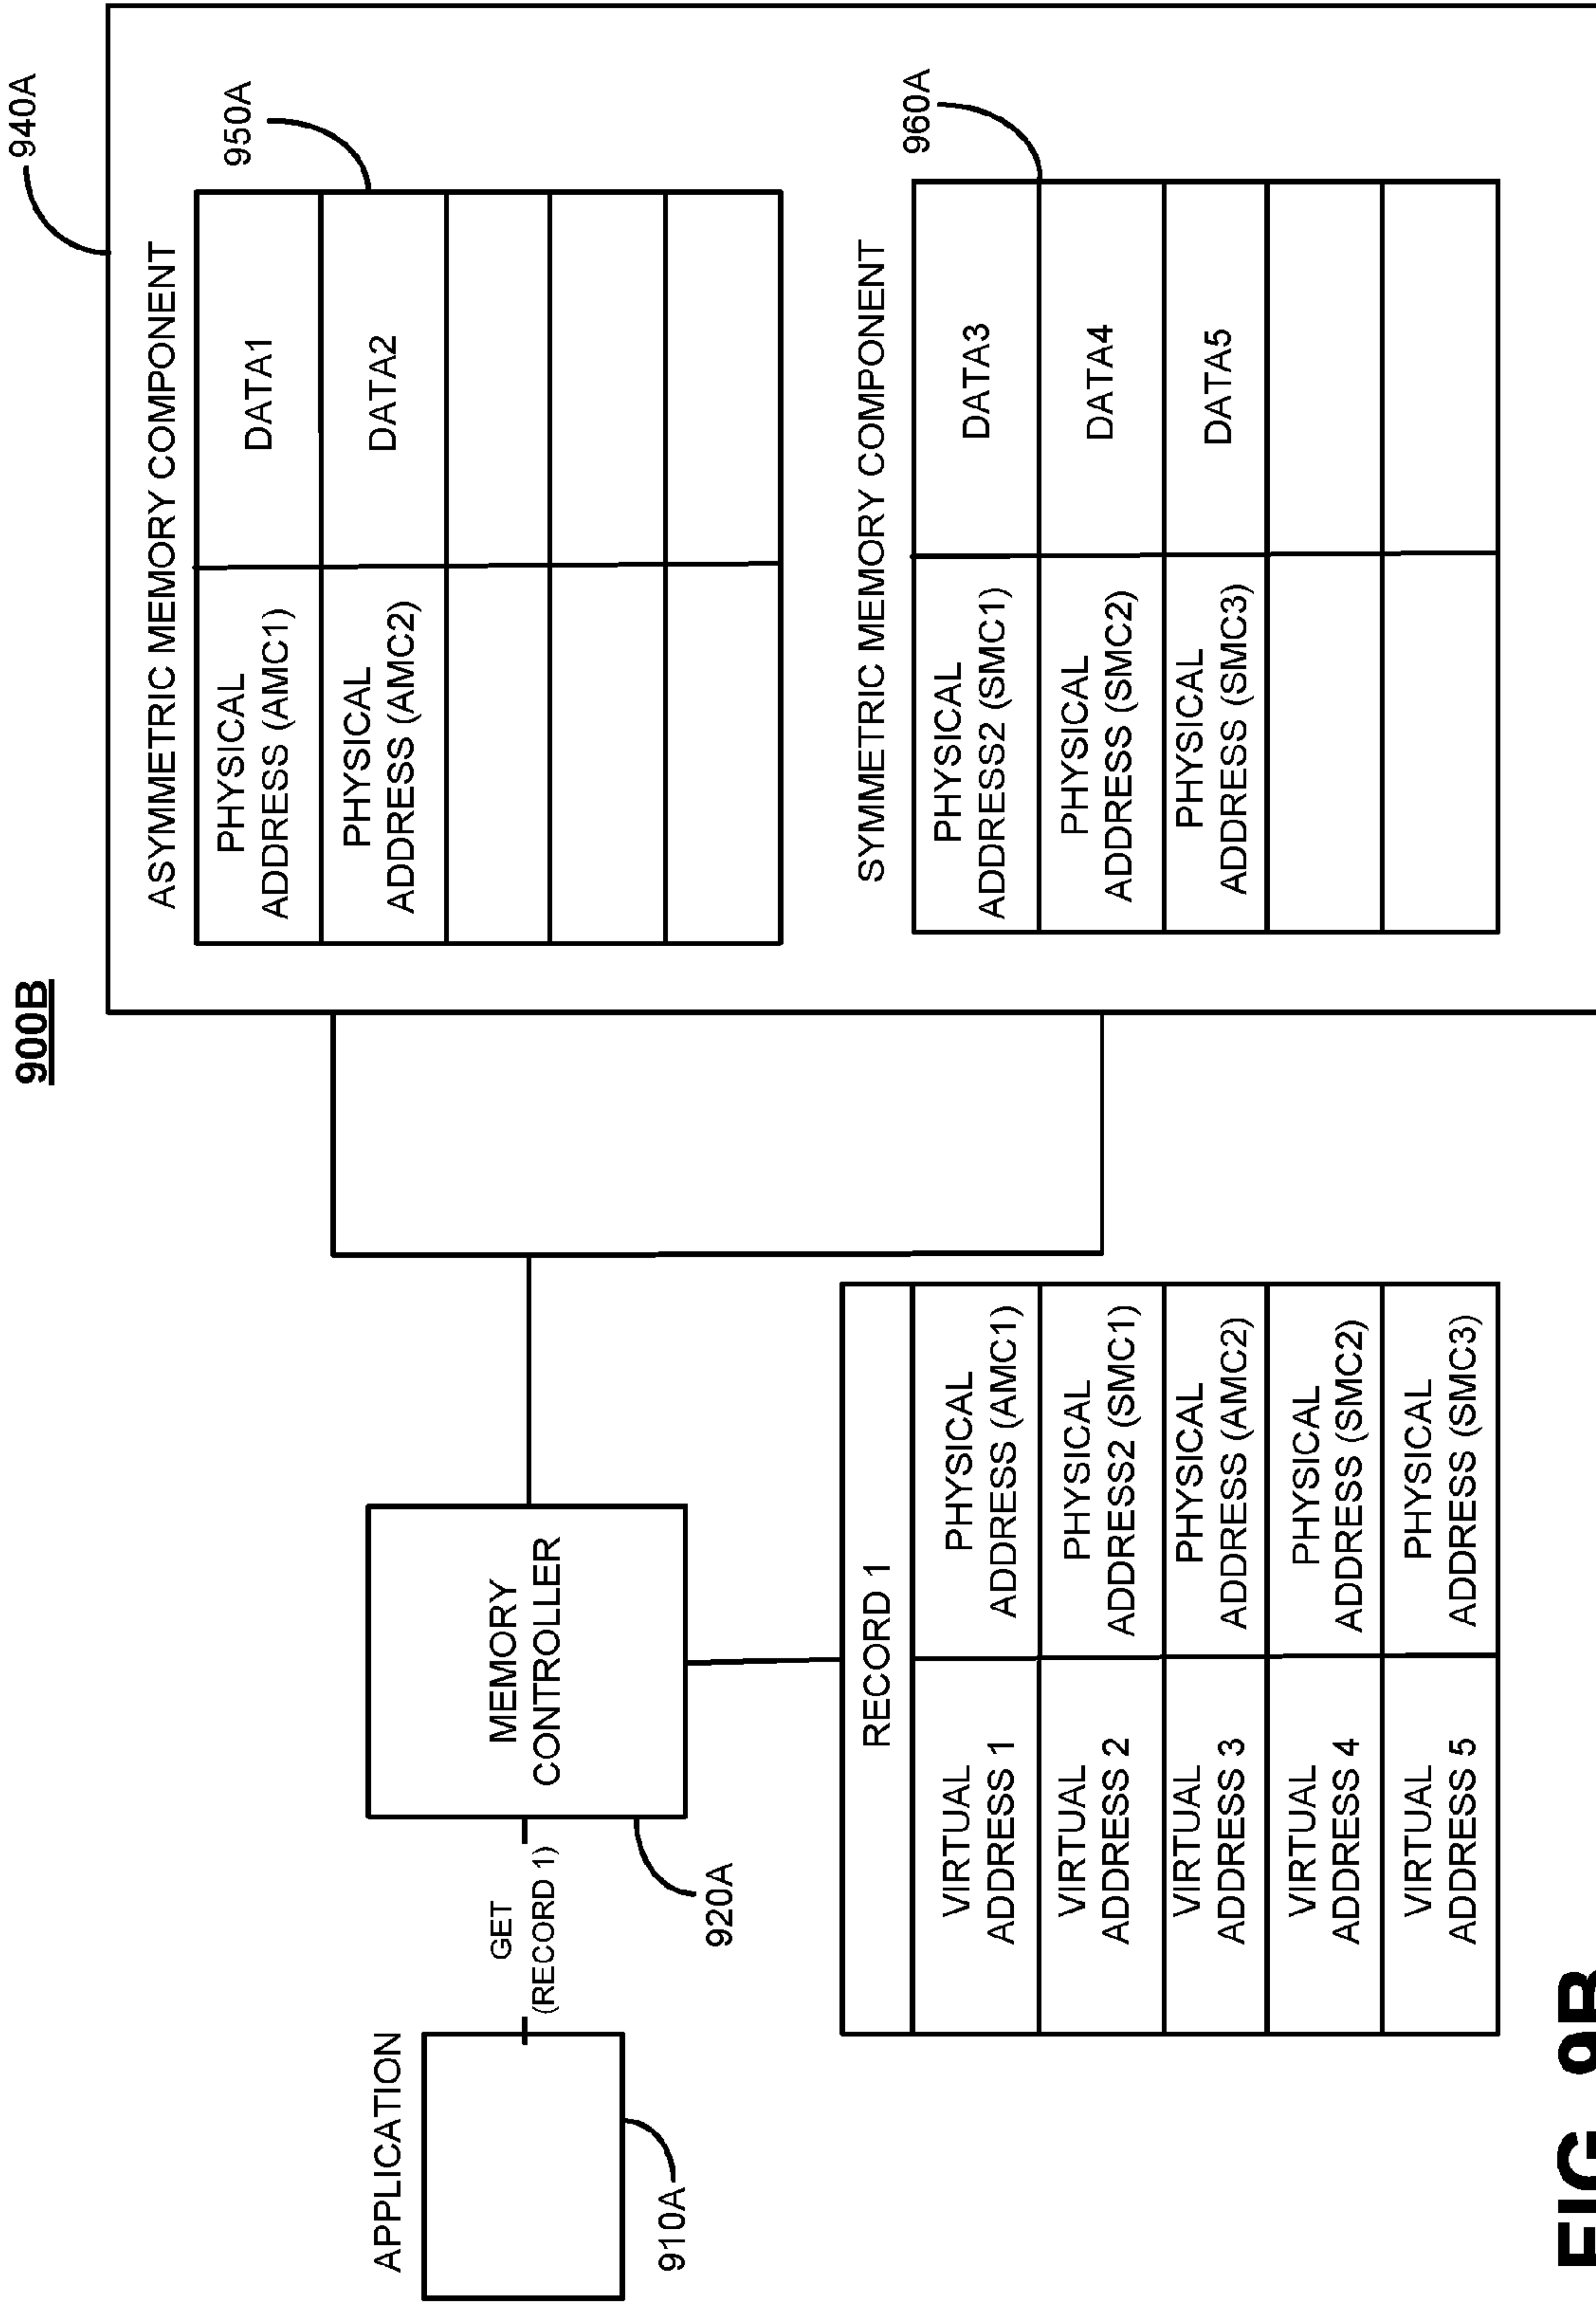 900B
940A
ASYMMETRIC MEMORY COMPONENT
950A
PHYSICAL
ADDRESS (AMC1)
DATA1
PHYSICAL
ADDRESS (AMC2)
DATA2
SYMMETRIC MEMORY COMPONENT
960A
PHYSICAL
ADDRESS2 (SMC1)
DATA3
PHYSICAL
ADDRESS (SMC2)
DATA4
PHYSICAL
ADDRESS (SMC3)
DATA5
APPLICATION
910A
GET
(RECORD 1)
MEMORY
CONTROLLER
920A
RECORD 1
VIRTUAL
ADDRESS 1
PHYSICAL
ADDRESS (AMC1)
VIRTUAL
ADDRESS 2
PHYSICAL
ADDRESS2 (SMC1)
VIRTUAL
ADDRESS 3
PHYSICAL
ADDRESS (AMC2)
VIRTUAL
ADDRESS 4
PHYSICAL
ADDRESS (SMC2)
VIRTUAL
ADDRESS 5
PHYSICAL
ADDRESS (SMC3)
FIG. 9B